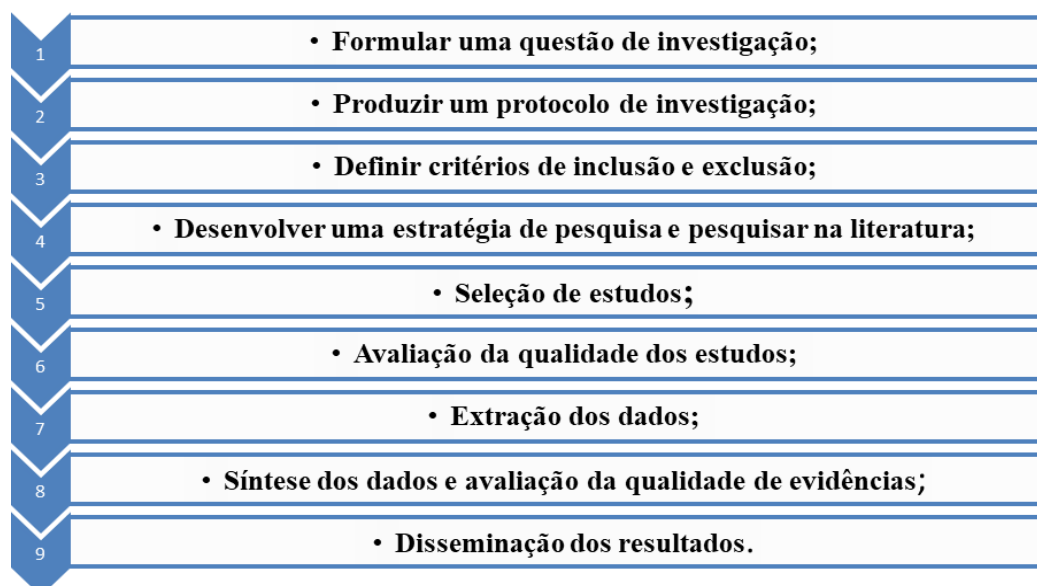 1
• Formular uma questão de investigação;
2
• Produzir um protocolo de investigação;
3
• Definir critérios de inclusão e exclusão;
4
• Desenvolver uma estratégia de pesquisa e pesquisar na literatura;
5
• Seleção de estudos;
6
• Avaliação da qualidade dos estudos;
7
• Extração dos dados;
8
• Síntese dos dados e avaliação da qualidade de evidências;
9
• Disseminação dos resultados.